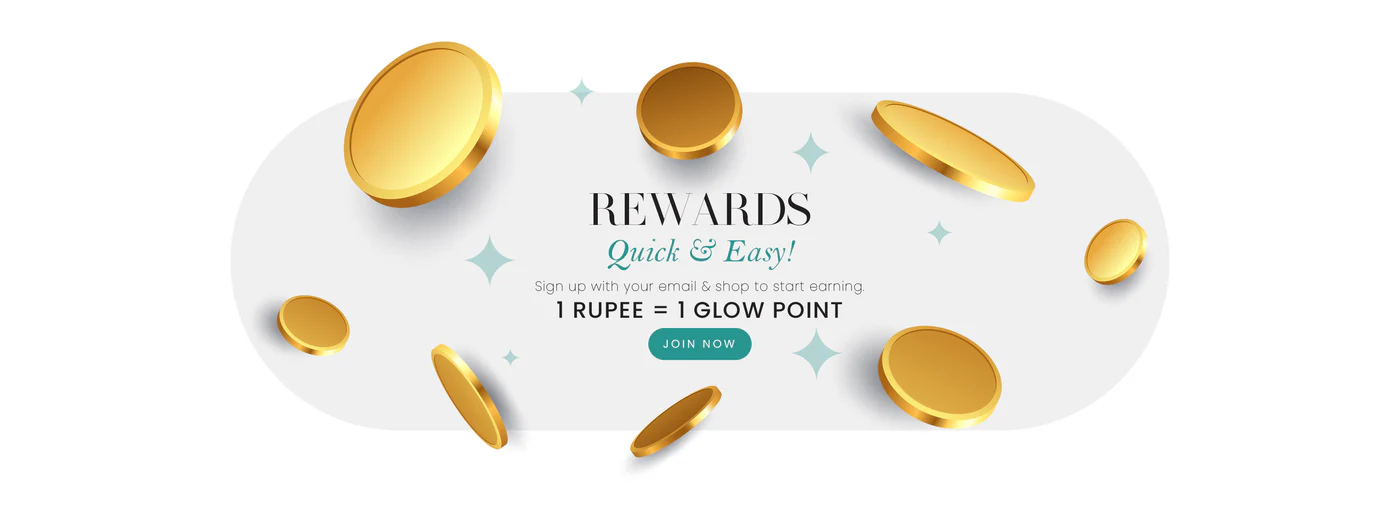 REWARDS
Quick & Easy!
Sign up with your email & shop to start earning.
1 RUPEE = 1 GLOW POINT
JOIN NOW